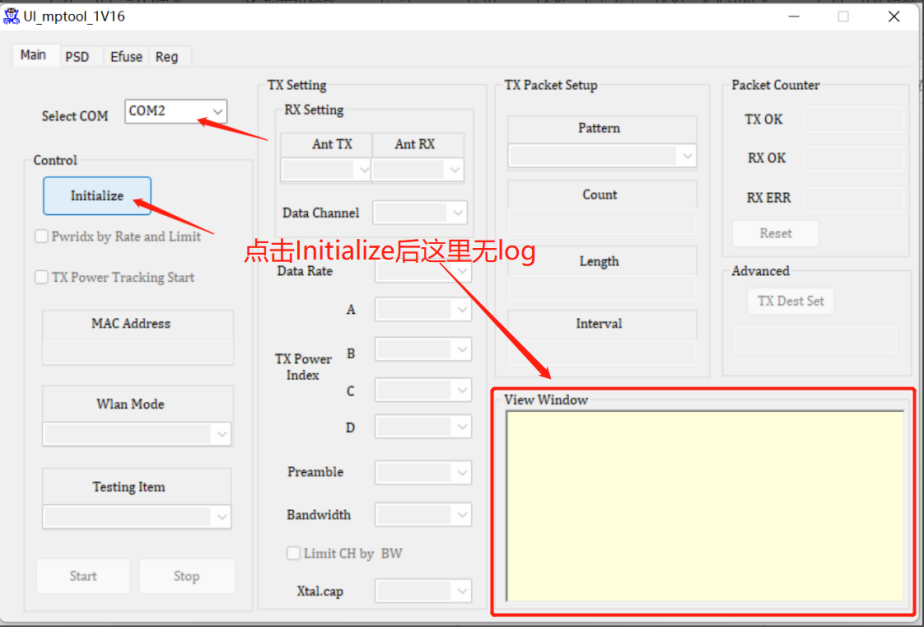 UI_mptool_1V16
Main PSD Efuse Reg
Select COM COM2
Control
Initialize
Pwridx by Rate and Limit
TX Power Tracking Start
MAC Address
Wlan Mode
Testing Item
Start Stop
TX Setting
RX Setting
Ant TX Ant RX
Data Channel
点击Initialize后这里无log
Data Rate
A
TX Power
Index
B
C
D
Preamble
Bandwidth
Limit CH by BW
Xtal.cap
TX Packet Setup
Pattern
Count
Length
Interval
Packet Counter
TX OK
RX OK
RX ERR
Reset
Advanced
TX Dest Set
View Window